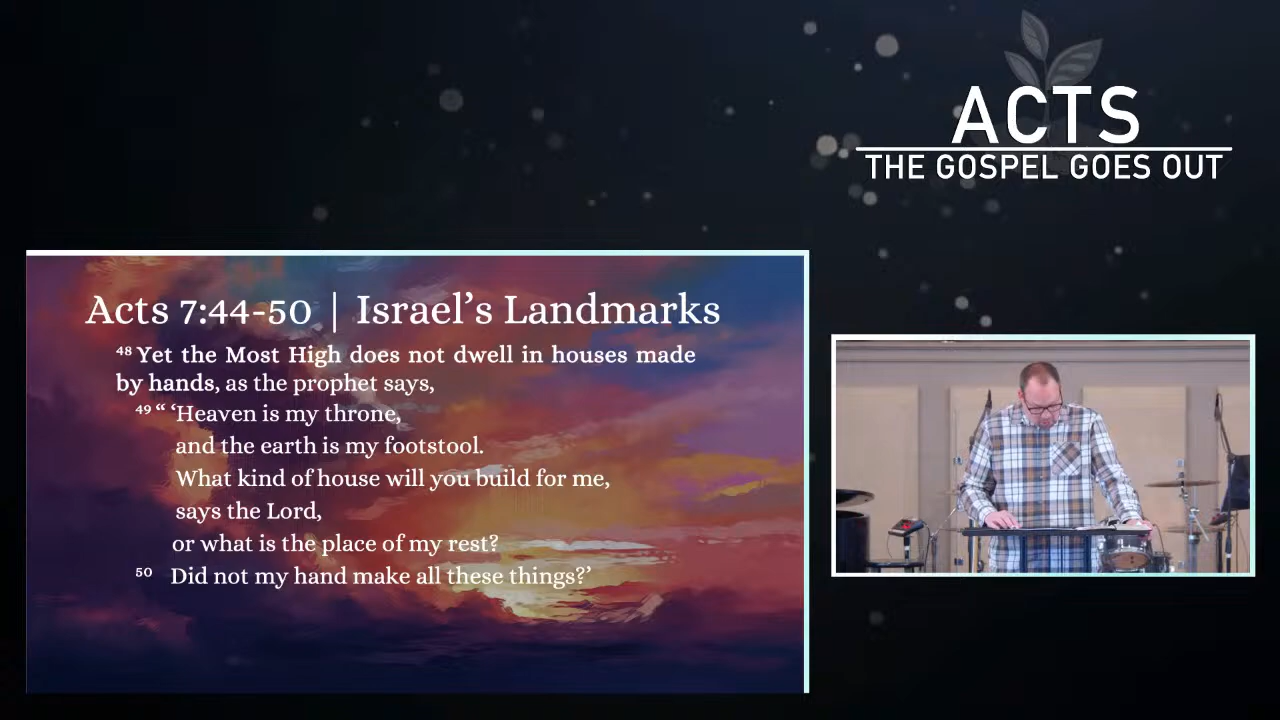 ACTS
THE GOSPEL GOES OUT
Acts 7:44-50 | Israel’s Landmarks
⁴⁸ Yet the Most High does not dwell in houses made
by hands, as the prophet says,
⁴⁹ “ ‘Heaven is my throne,
and the earth is my footstool.
What kind of house will you build for me,
says the Lord,
or what is the place of my rest?
⁵⁰ Did not my hand make all these things?’